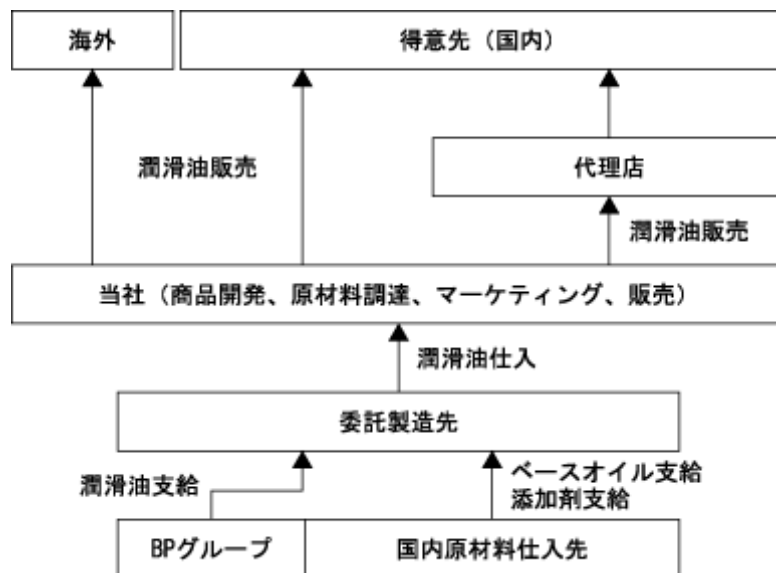 海外
得意先（国内）
潤滑油販売
代理店
潤滑油販売
当社（商品開発、原材料調達、マーケティング、販売）
潤滑油仕入
委託製造先
潤滑油支給
ベースオイル支給
添加剤支給
BPグループ
国内原材料仕入先